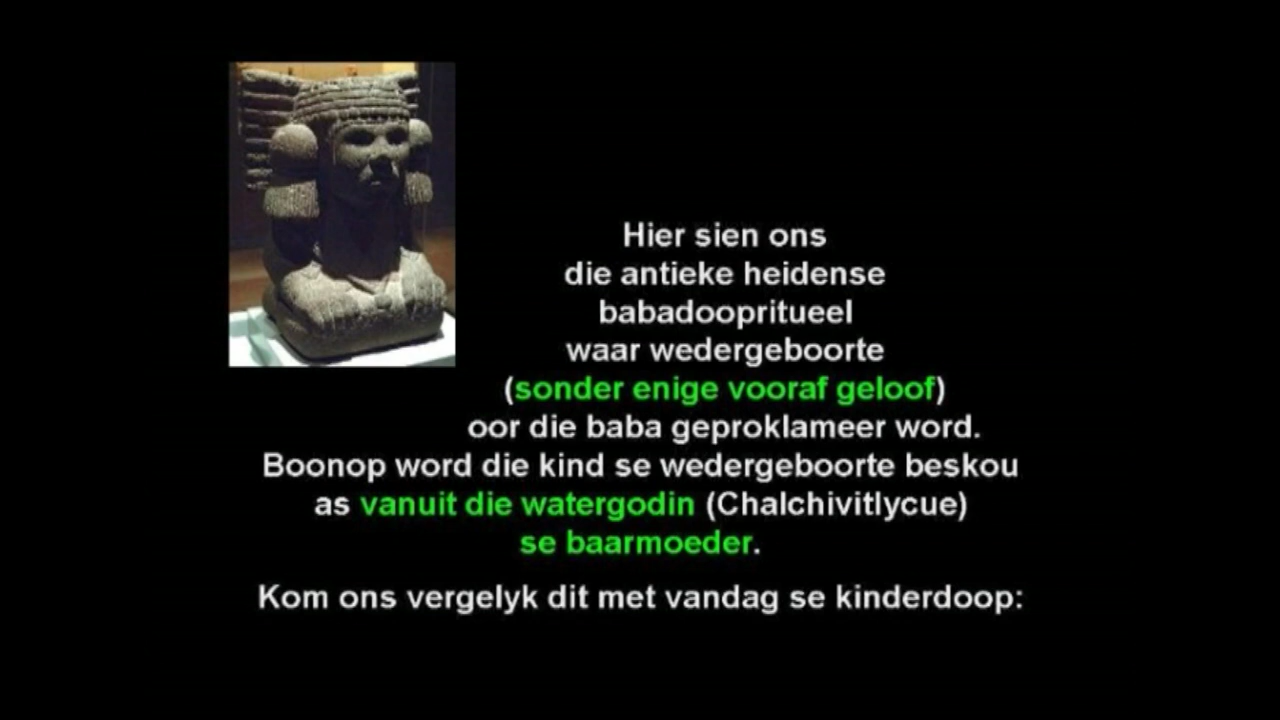 Hier sien ons
die antieke heidense
babadoopritueel
waar wedergeboorte
(sonder enige vooraf geloof)
oor die baba geproklameer word.
Boonop word die kind se wedergeboorte beskou
as vanuit die watergodin (Chalchivitlycue)
se baarmoeder.
Kom ons vergelyk dit met vandag se kinderdoop: